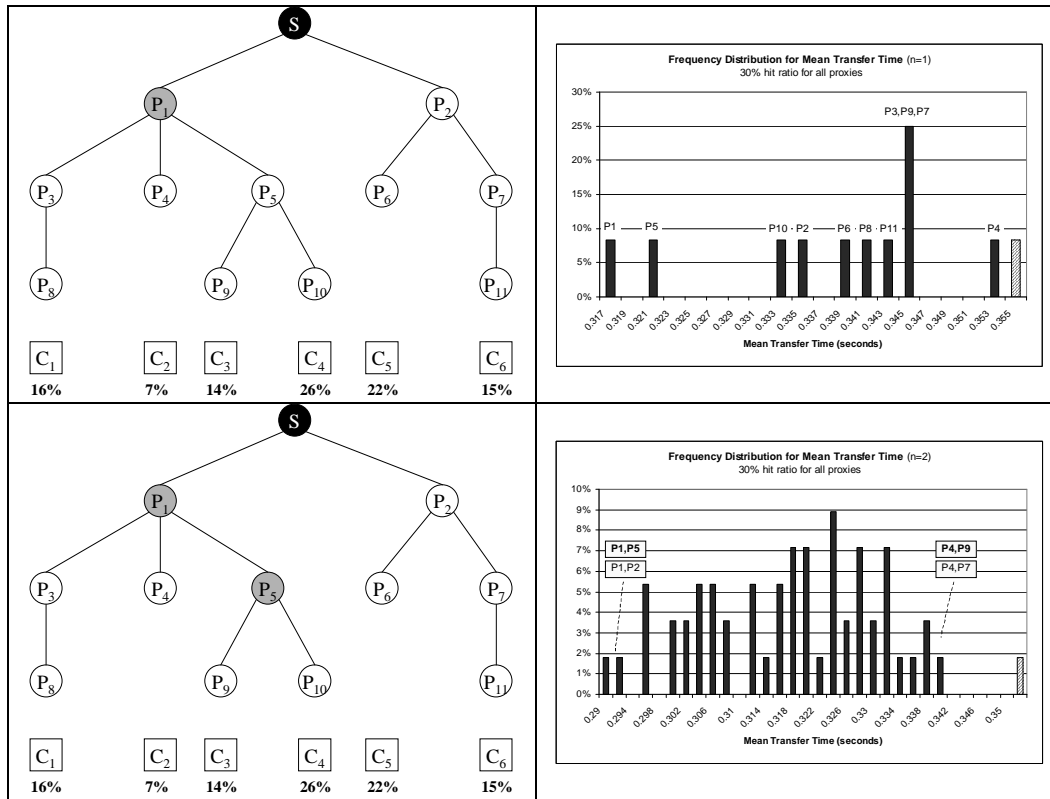 S
P1 P2
P3 P4 P5 P6 P7
P8 P9 P10 P11
C1 C2 C3 C4 C5 C6
16% 7% 14% 26% 22% 15%
Frequency Distribution for Mean Transfer Time (n=1)
30% hit ratio for all proxies
30%
25%
20%
15%
10%
5%
0%
P3,P9,P7
P1 P5 P10 P2 P6 P8 P11 P4
0.317 0.319 0.321 0.323 0.325 0.327 0.329 0.331 0.333 0.335 0.337 0.339 0.341 0.343 0.345 0.347 0.349 0.351 0.353 0.355
Mean Transfer Time (seconds)
S
P1 P2
P3 P4 P5 P6 P7
P8 P9 P10 P11
C1 C2 C3 C4 C5 C6
16% 7% 14% 26% 22% 15%
Frequency Distribution for Mean Transfer Time (n=2)
30% hit ratio for all proxies
10%
9%
8%
7%
6%
5%
4%
3%
2%
1%
0%
P1,P5
P1,P2
P4,P9
P4,P7
0.29 0.294 0.298 0.302 0.306 0.31 0.314 0.318 0.322 0.326 0.33 0.334 0.338 0.342 0.346 0.35
Mean Transfer Time (seconds)